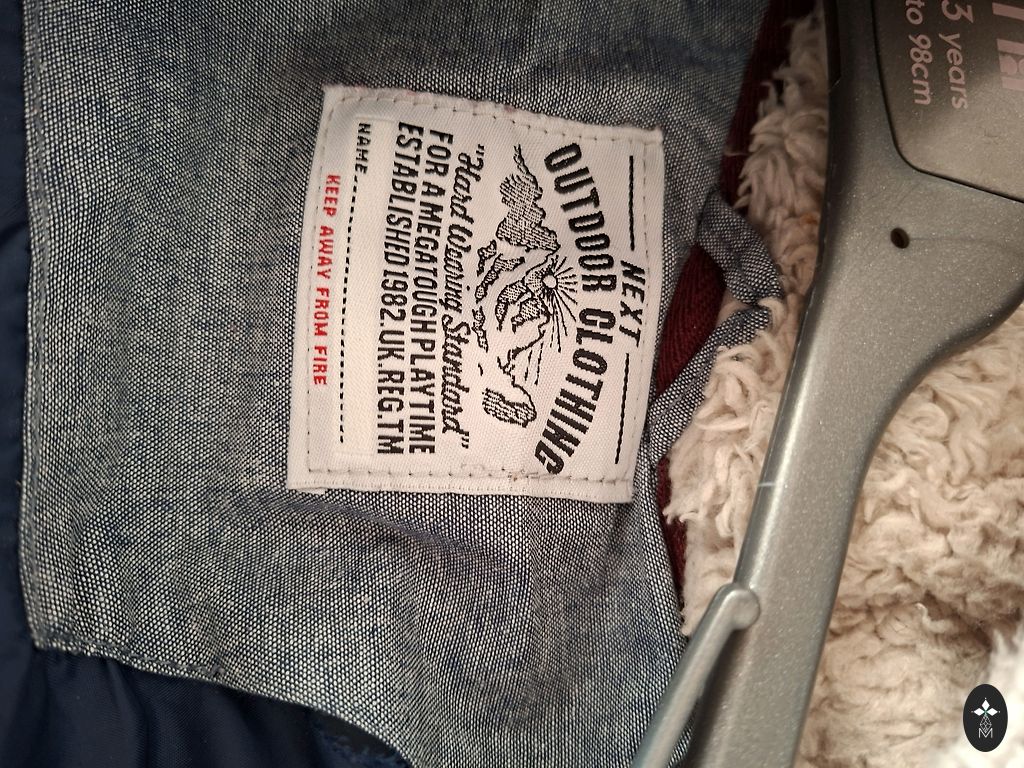 NEXT
OUTDOOR CLOTHING
"Hard Wearing Standard"
FOR A MEGATOUGH PLAYTIME
ESTABLISHED 1982. UK. REG. TM
NAME
KEEP AWAY FROM FIRE
3 years
to 98cm